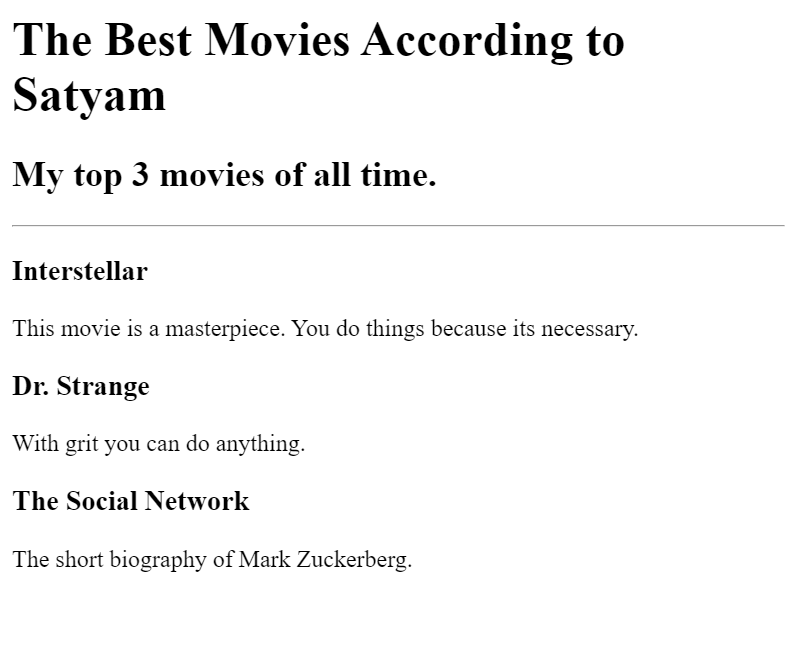 The Best Movies According to
Satyam
My top 3 movies of all time.
Interstellar
This movie is a masterpiece. You do things because its necessary.
Dr. Strange
With grit you can do anything.
The Social Network
The short biography of Mark Zuckerberg.